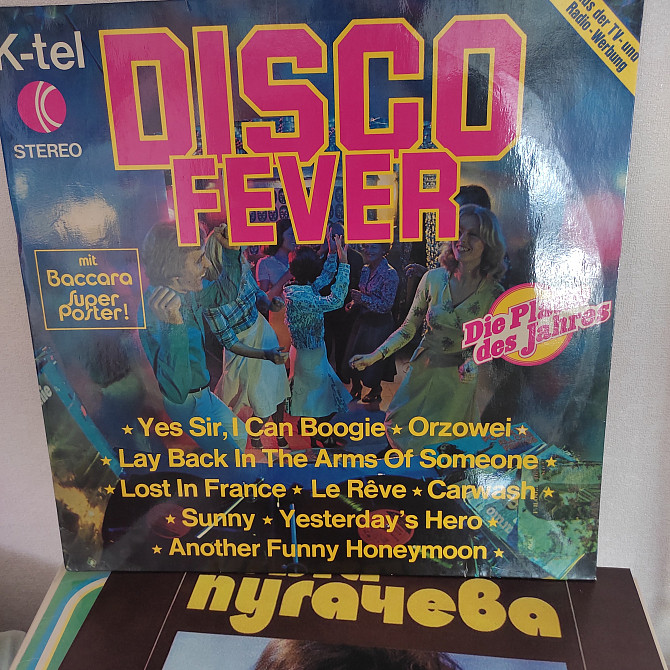 K-tel
STEREO
DISCO
FEVER
aus der TV- und
Radio-Werbung
mit
Baccara
Super
Poster!
Die Pla
des Jahres
★ Yes Sir, I Can Boogie ★ Orzowei ★
★ Lay Back In The Arms Of Someone ★
★ Lost In France ★ Le Rêve ★ Carwash ★
★ Sunny ★ Yesterday's Hero ★
★ Another Funny Honeymoon ★
пугачева